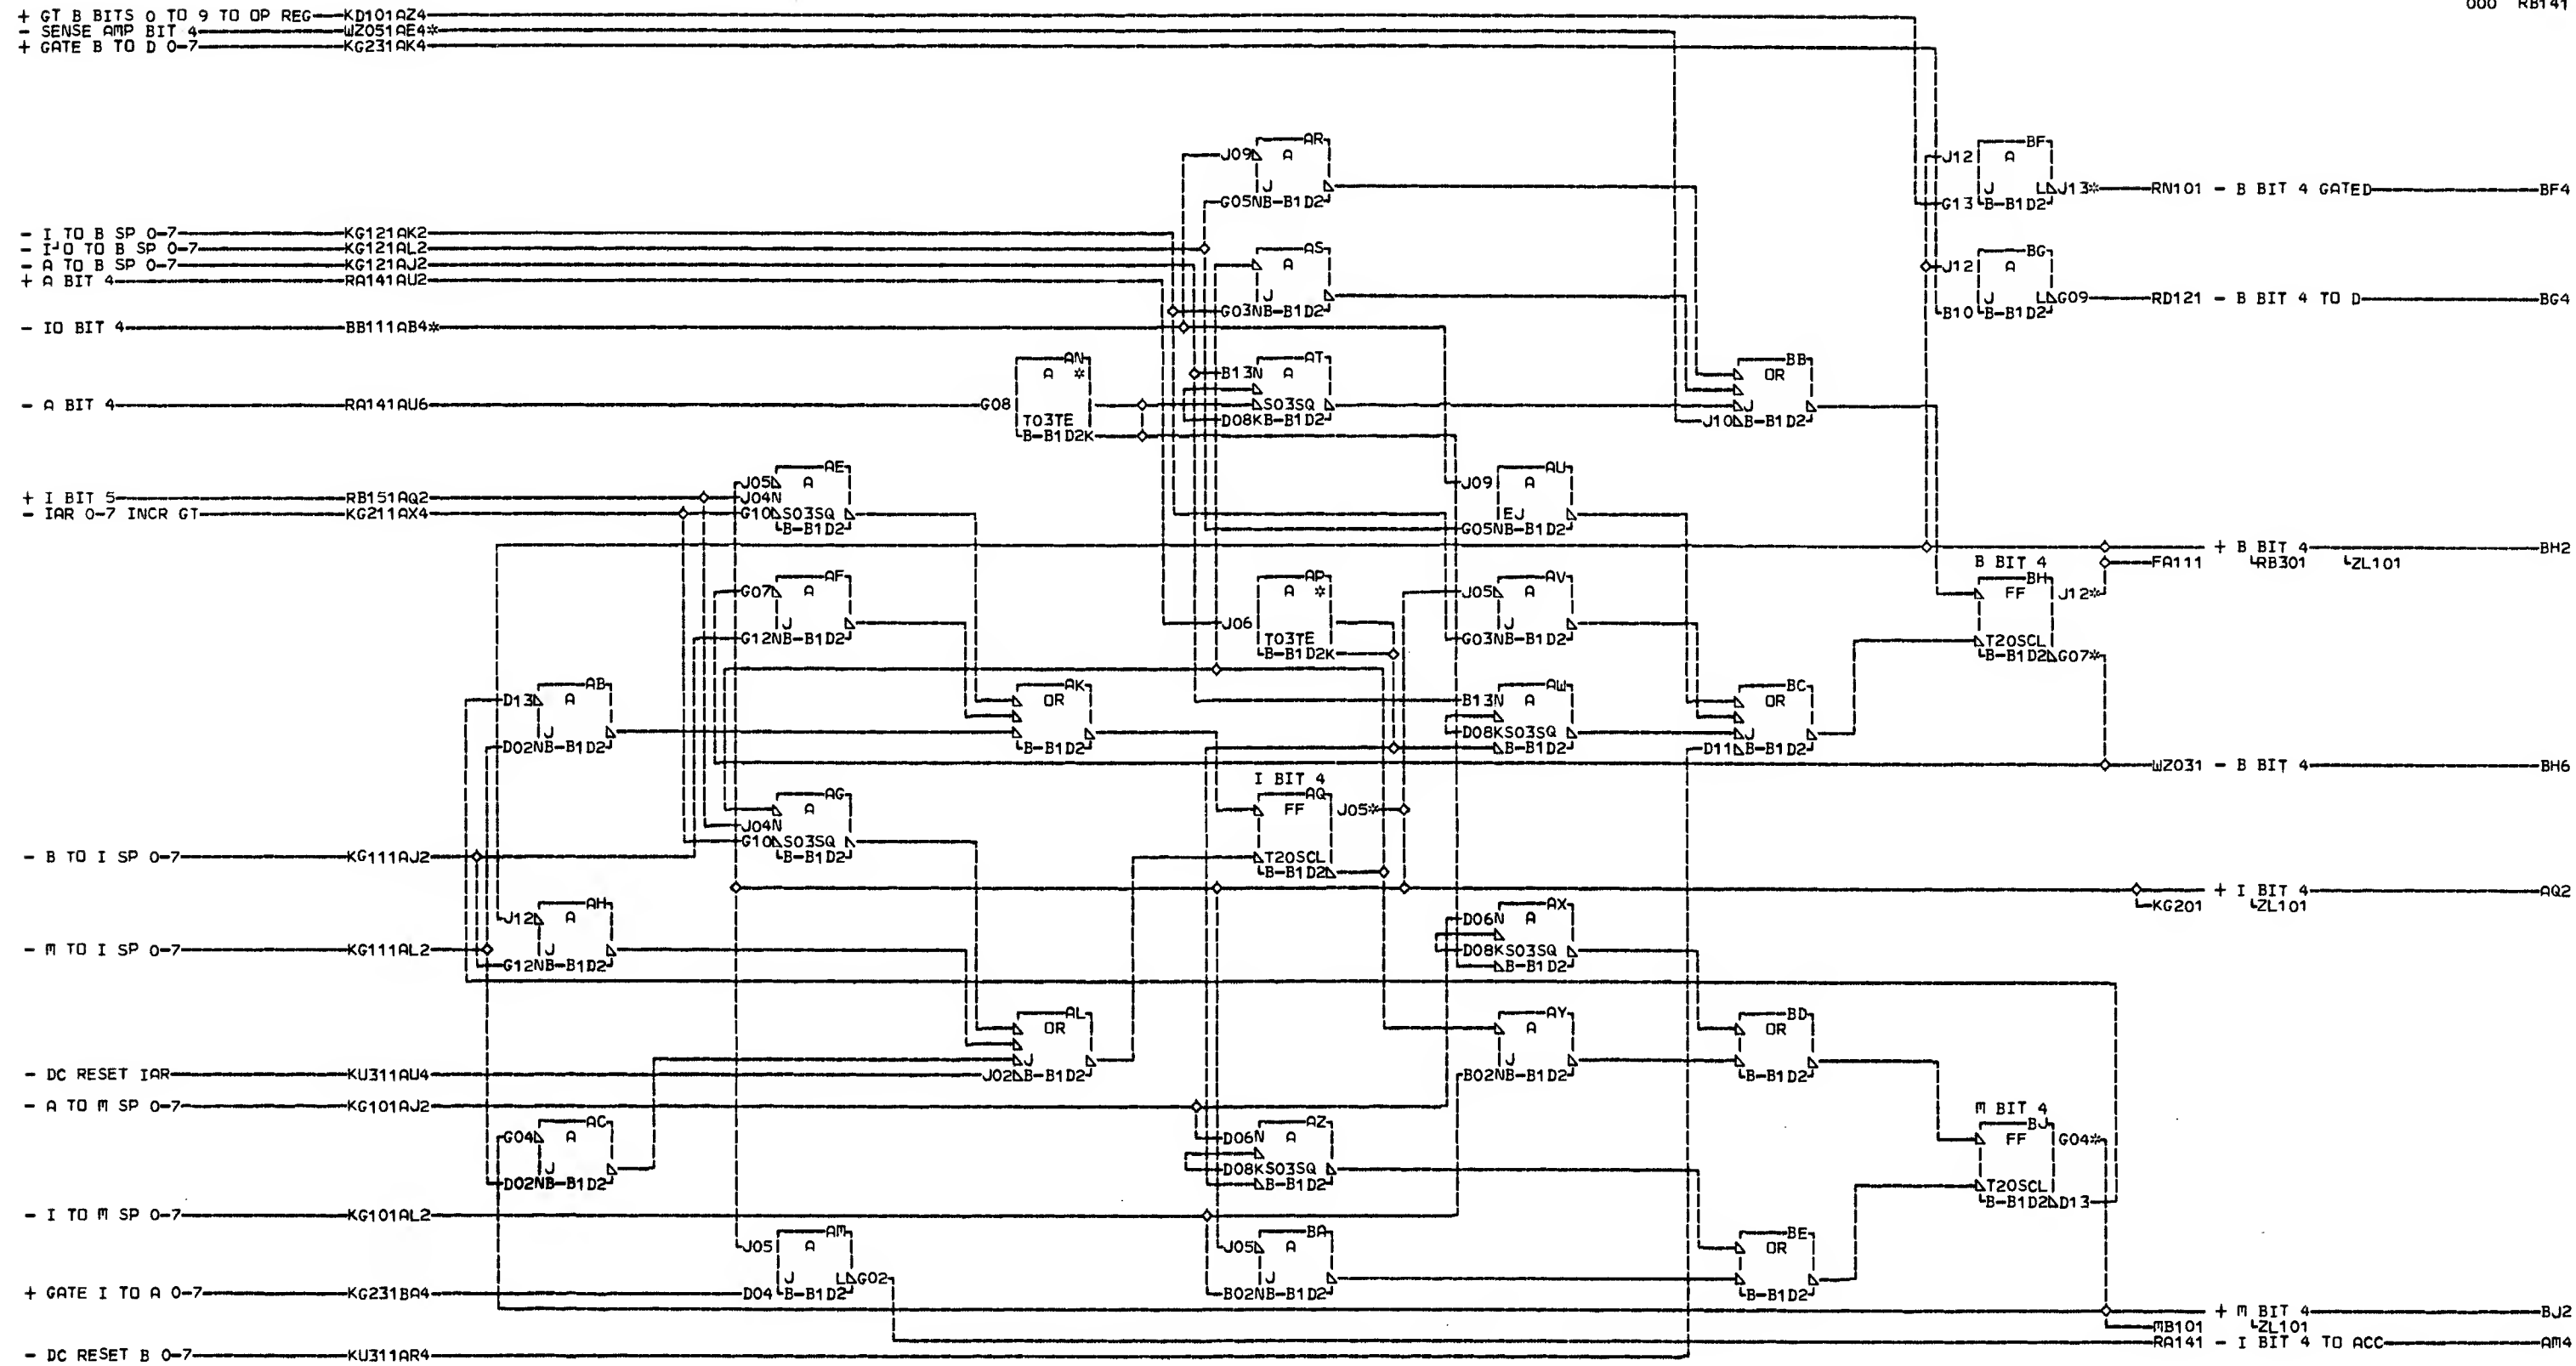 000 RB141
+ GT B BITS 0 TO 9 TO OP REG KD101AZ4
- SENSE AMP BIT 4 WZ051AE4*
+ GATE B TO D 0-7 KG231AK4
AR
J09 A
J
G05NB-B1D2
BF
J12 A
J L J13* RN101 - B BIT 4 GATED BF4
G13 B-B1D2
- I TO B SP 0-7 KG121AK2
- I/O TO B SP 0-7 KG121AL2
- A TO B SP 0-7 KG121AJ2
+ A BIT 4 RA141AU2
AS
A
J
G03NB-B1D2
BG
J12 A
J L G09 RD121 - B BIT 4 TO D BG4
B10 B-B1D2
- IO BIT 4 BB111AB4*
AN
A *
G08
T03TE
B-B1D2K
AT
B13N A
S03SQ
D08KB-B1D2
BB
OR
J
J10 B-B1D2
- A BIT 4 RA141AU6
+ I BIT 5 RB151AQ2
- IAR 0-7 INCR GT KG211AX4
AE
J05 A
J04N
G10 S03SQ
B-B1D2
AU
J09 A
EJ
G05NB-B1D2
+ B BIT 4 BH2
FA111 RB301 ZL101
B BIT 4
BH
FF J12*
T20SCL
B-B1D2 G07*
AF
G07 A
J
G12NB-B1D2
AP
A *
J06
T03TE
B-B1D2K
AV
J05 A
J
G03NB-B1D2
AB
D13 A
J
D02NB-B1D2
AK
OR
B-B1D2
AW
B13N A
D08KS03SQ
B-B1D2
BC
OR
J
D11 B-B1D2
WZ031 - B BIT 4 BH6
AG
A
J04N
G10 S03SQ
B-B1D2
I BIT 4
AQ
FF J05*
T20SCL
B-B1D2
- B TO I SP 0-7 KG111AJ2
+ I BIT 4 AQ2
KG201 ZL101
AH
J12 A
J
G12NB-B1D2
AX
D06N A
D08KS03SQ
B-B1D2
- M TO I SP 0-7 KG111AL2
AL
OR
J
J02 B-B1D2
AY
A
J
B02NB-B1D2
BD
OR
B-B1D2
- DC RESET IAR KU311AU4
- A TO M SP 0-7 KG101AJ2
AC
G04 A
J
D02NB-B1D2
AZ
D06N A
D08KS03SQ
B-B1D2
M BIT 4
BJ
FF G04*
T20SCL
B-B1D2 D13
- I TO M SP 0-7 KG101AL2
AM
J05 A
J L G02
D04 B-B1D2
BA
J05 A
J
B02NB-B1D2
BE
OR
B-B1D2
+ GATE I TO A 0-7 KG231BA4
+ M BIT 4 BJ2
MB101 ZL101
RA141 - I BIT 4 TO ACC AM4
- DC RESET B 0-7 KU311AR4